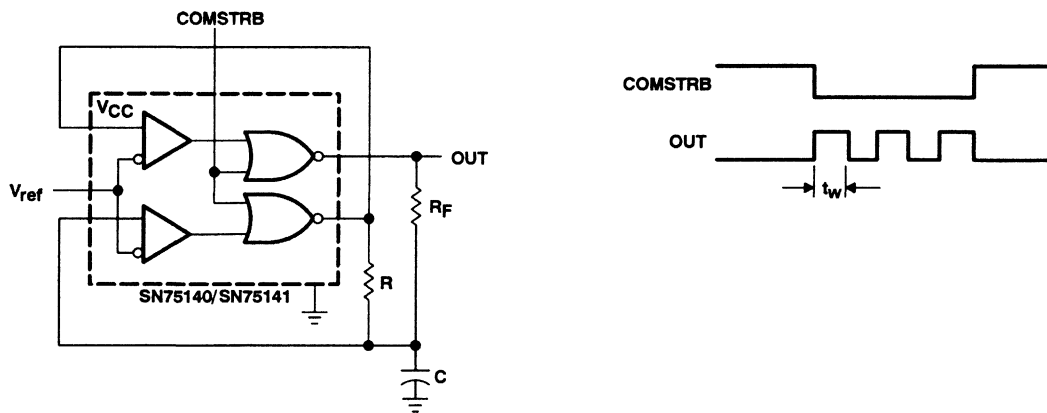 COMSTRB
VCC
Vref
OUT
RF
R
SN75140/SN75141
C
COMSTRB
OUT
tw